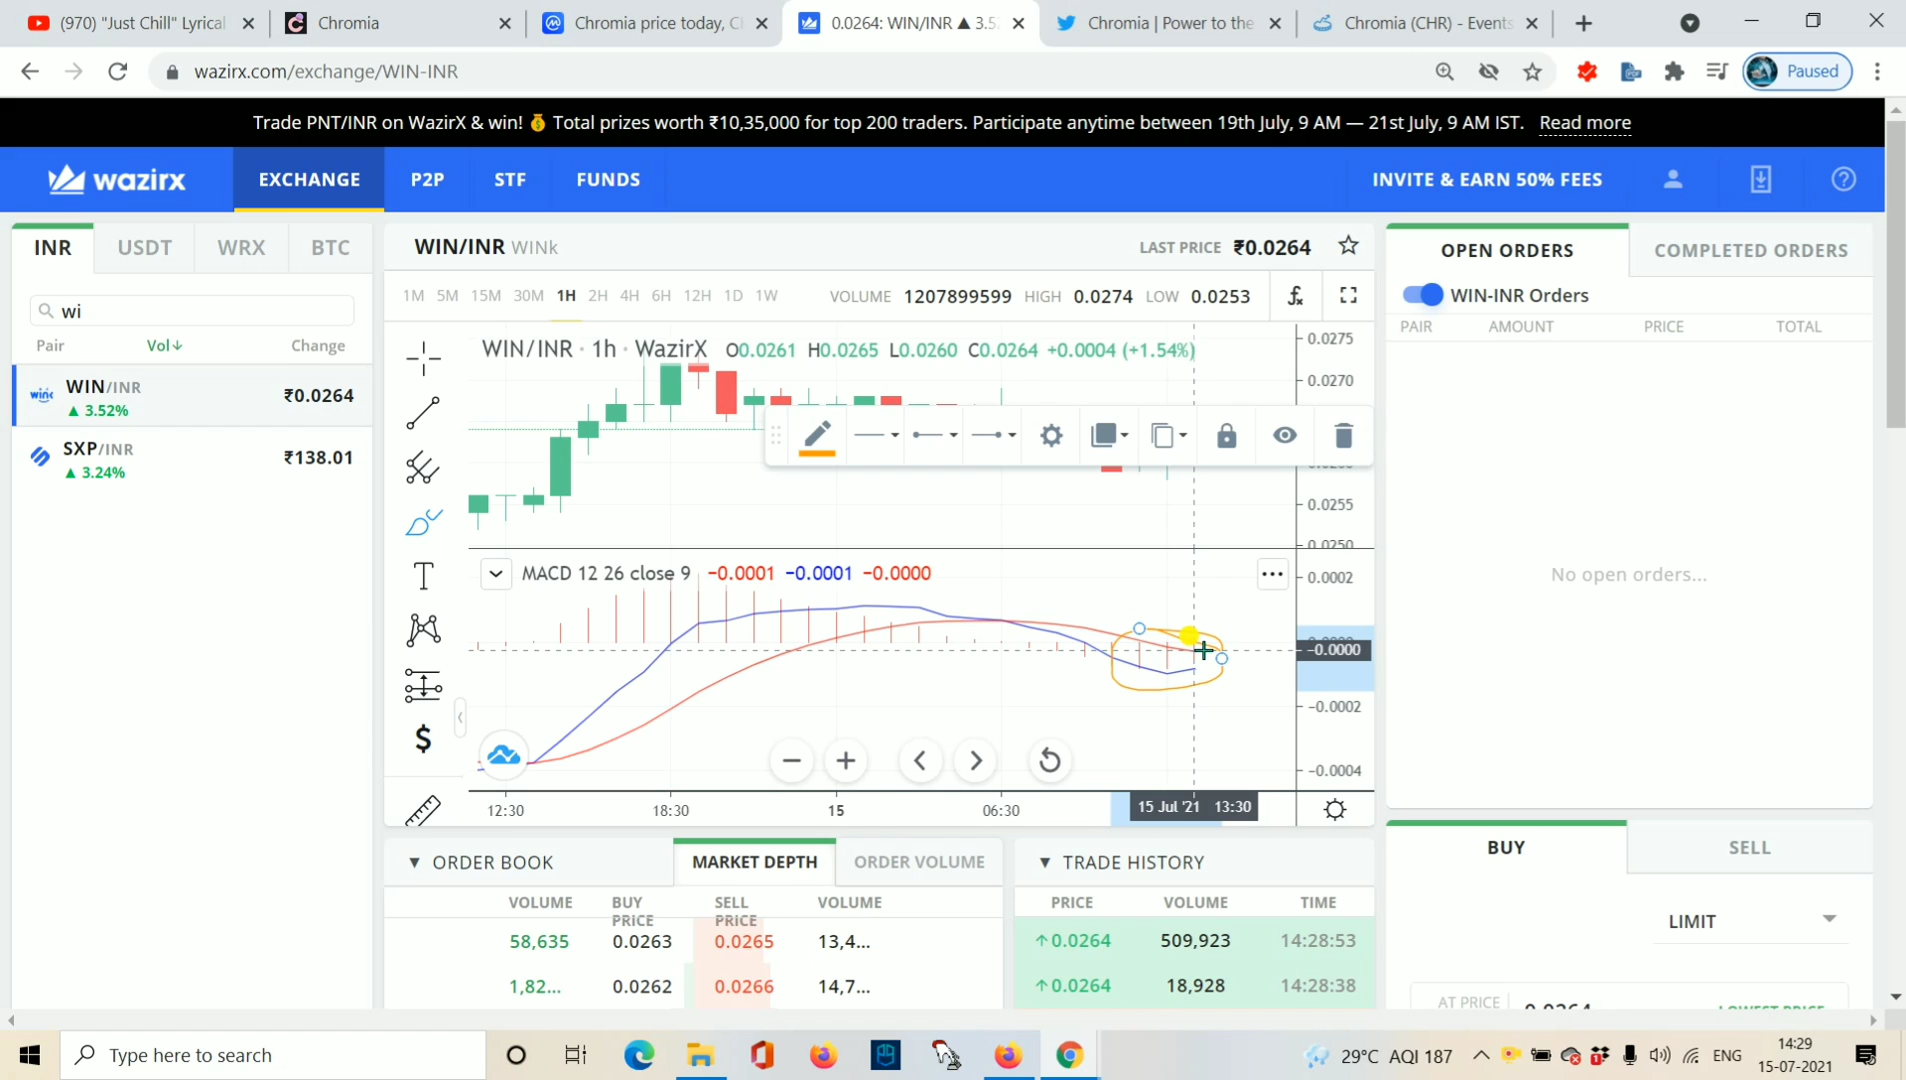 (970) "Just Chill" Lyrical
Chromia
Chromia price today, C
0.0264: WIN/INR ▲ 3.5
Chromia | Power to the
Chromia (CHR) - Events
wazirx.com/exchange/WIN-INR
Paused
Trade PNT/INR on WazirX & win! 💰 Total prizes worth ₹10,35,000 for top 200 traders. Participate anytime between 19th July, 9 AM — 21st July, 9 AM IST. Read more
wazirx
EXCHANGE
P2P
STF
FUNDS
INVITE & EARN 50% FEES
INR
USDT
WRX
BTC
wi
Pair Vol↓ Change
WIN/INR
₹0.0264
▲ 3.52%
SXP/INR
₹138.01
▲ 3.24%
WIN/INR WINk
LAST PRICE ₹0.0264
1M 5M 15M 30M 1H 2H 4H 6H 12H 1D 1W
VOLUME 1207899599 HIGH 0.0274 LOW 0.0253
WIN/INR · 1h · WazirX O0.0261 H0.0265 L0.0260 C0.0264 +0.0004 (+1.54%)
0.0275
0.0270
0.0255
0.0250
MACD 12 26 close 9 −0.0001 −0.0001 −0.0000
0.0002
−0.0000
−0.0002
−0.0004
12:30
18:30
15
06:30
15 Jul '21 13:30
OPEN ORDERS
COMPLETED ORDERS
WIN-INR Orders
PAIR AMOUNT PRICE TOTAL
No open orders...
▼ ORDER BOOK
MARKET DEPTH
ORDER VOLUME
VOLUME BUY PRICE SELL PRICE VOLUME
58,635 0.0263 0.0265 13,4...
1,82... 0.0262 0.0266 14,7...
▼ TRADE HISTORY
PRICE VOLUME TIME
↑0.0264 509,923 14:28:53
↑0.0264 18,928 14:28:38
BUY
SELL
LIMIT
AT PRICE 0.0264 LOWEST PRICE
Type here to search
29°C AQI 187
ENG
14:29
15-07-2021